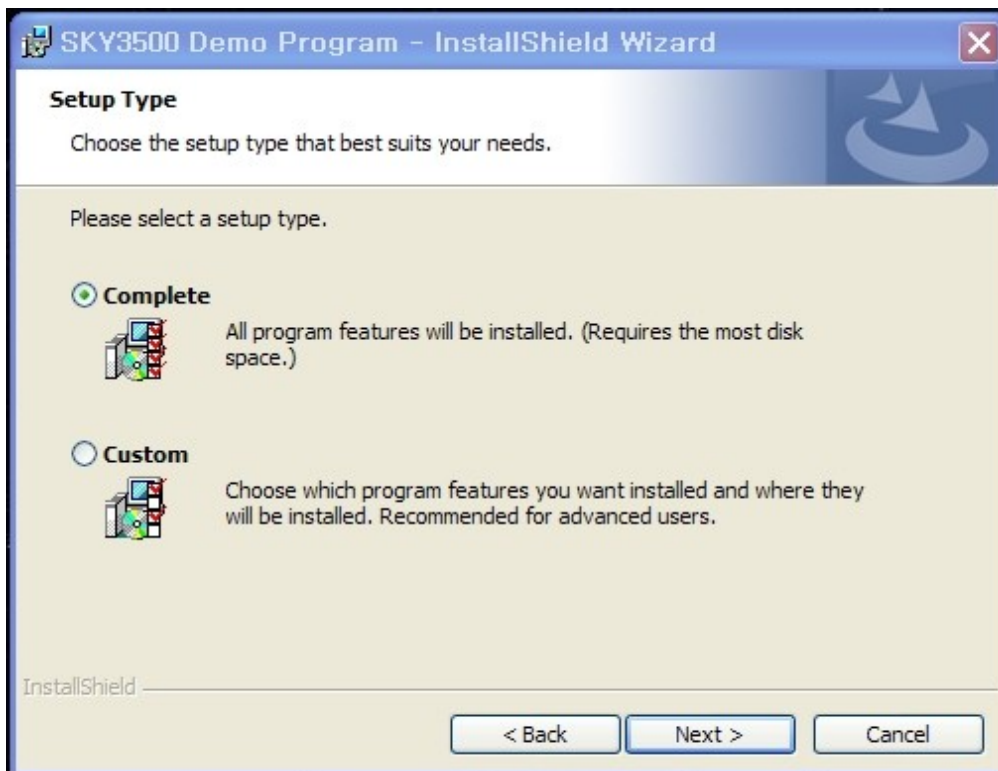 SKY3500 Demo Program - InstallShield Wizard
Setup Type
Choose the setup type that best suits your needs.
Please select a setup type.
Complete
All program features will be installed. (Requires the most disk
space.)
Custom
Choose which program features you want installed and where they
will be installed. Recommended for advanced users.
InstallShield
< Back
Next >
Cancel